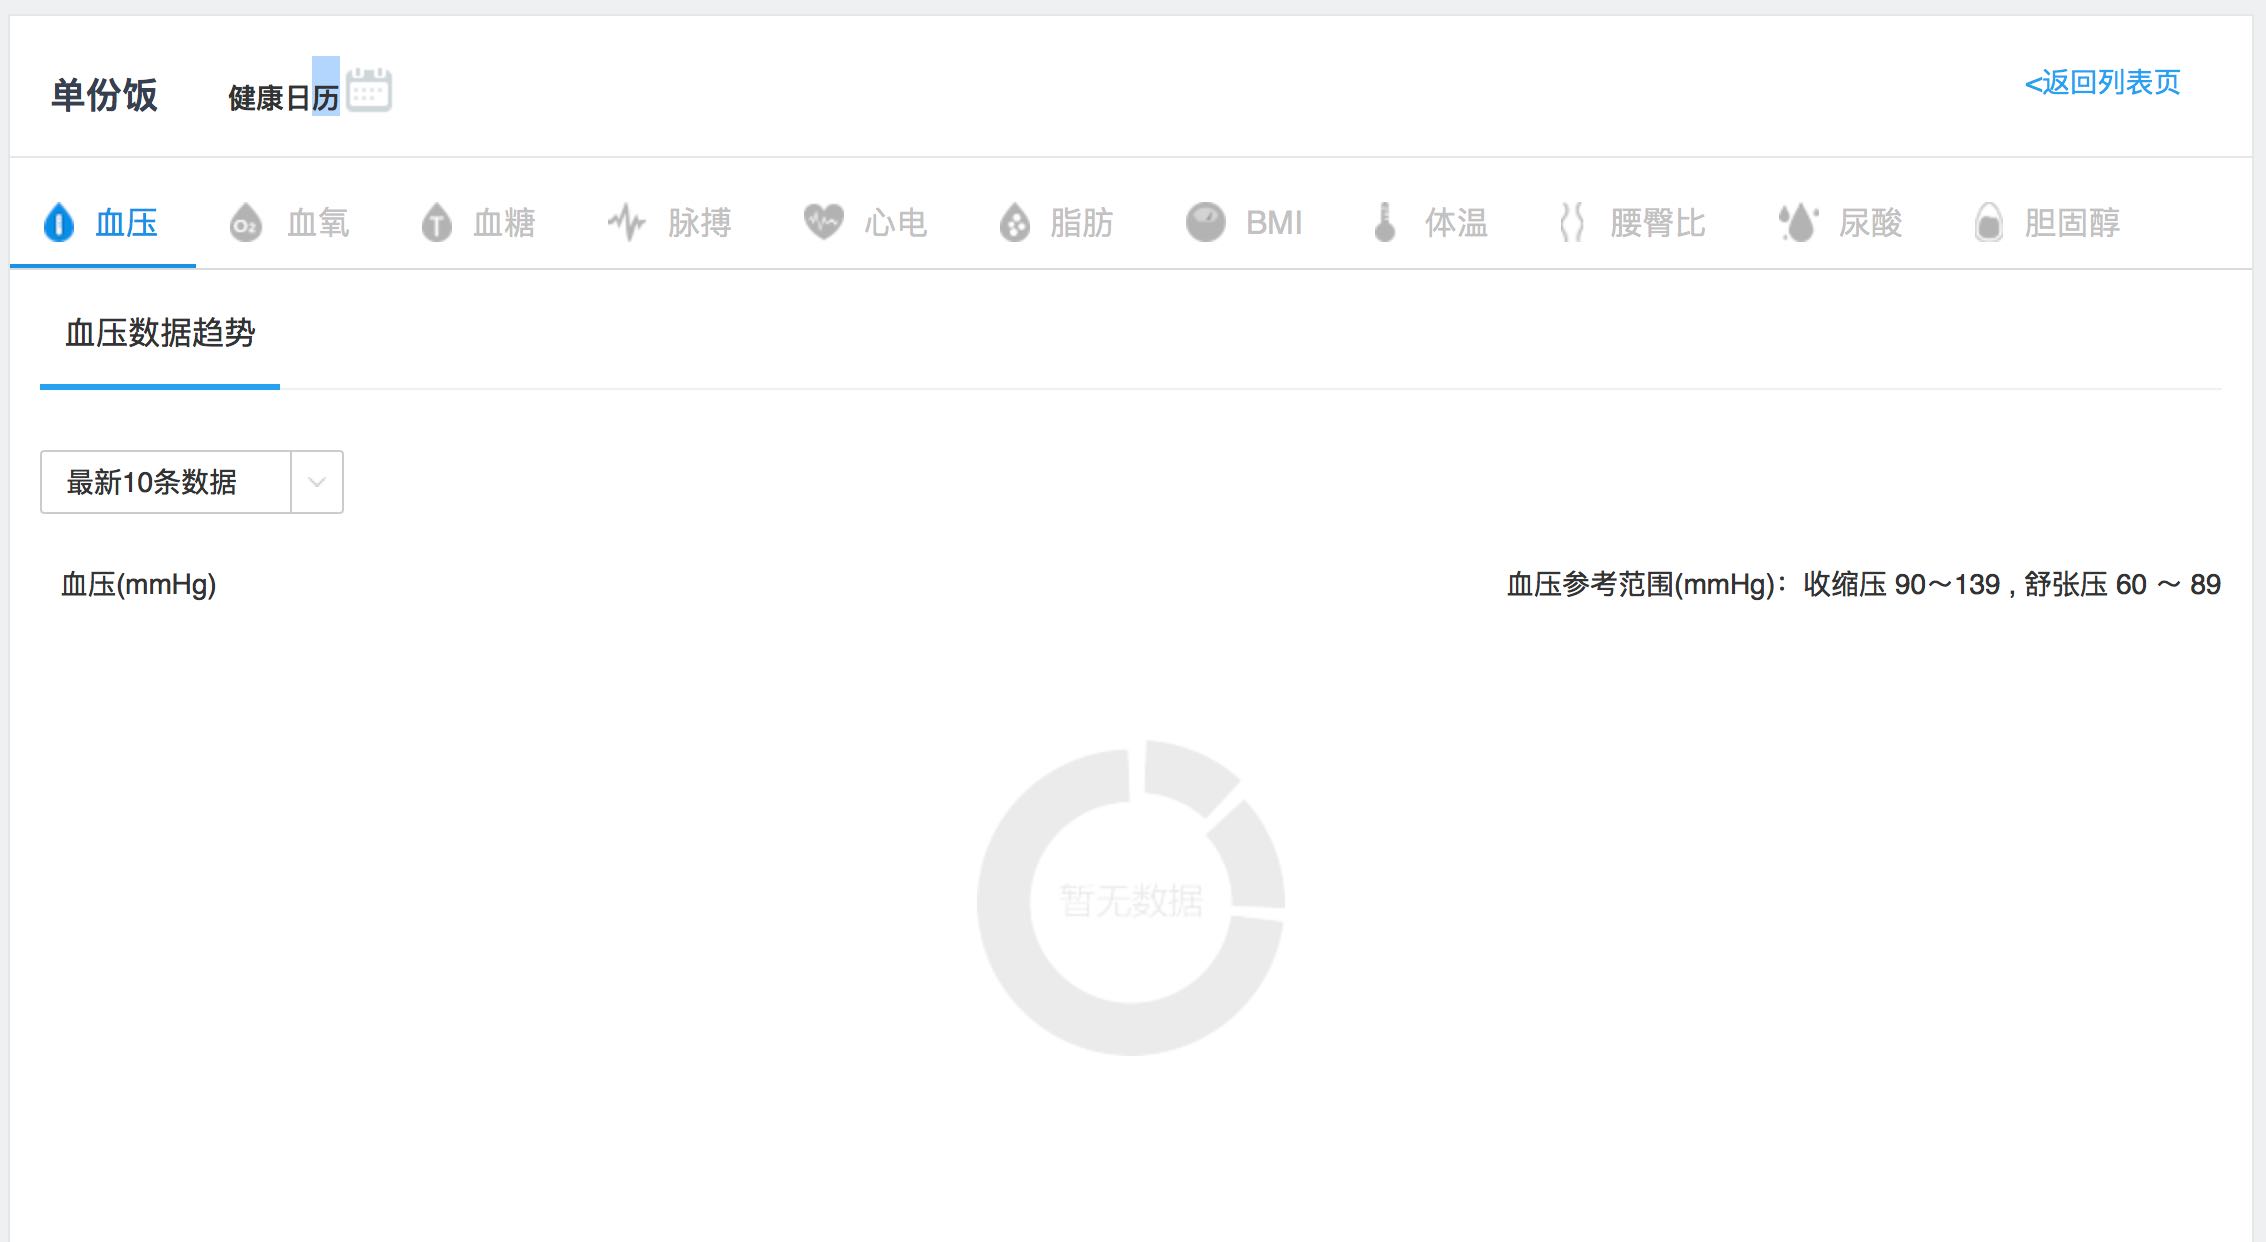 单份饭 健康日历 <返回列表页
血压 血氧 血糖 脉搏 心电 脂肪 BMI 体温 腰臀比 尿酸 胆固醇
血压数据趋势
最新10条数据
血压(mmHg) 血压参考范围(mmHg)：收缩压 90～139 , 舒张压 60 ～ 89
暂无数据